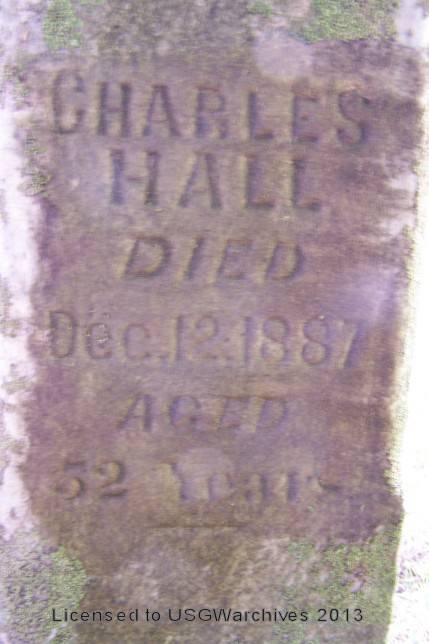 CHARLES
HALL
DIED
Dec. 12. 1887
AGED
52 Years
Licensed to USGWarchives 2013